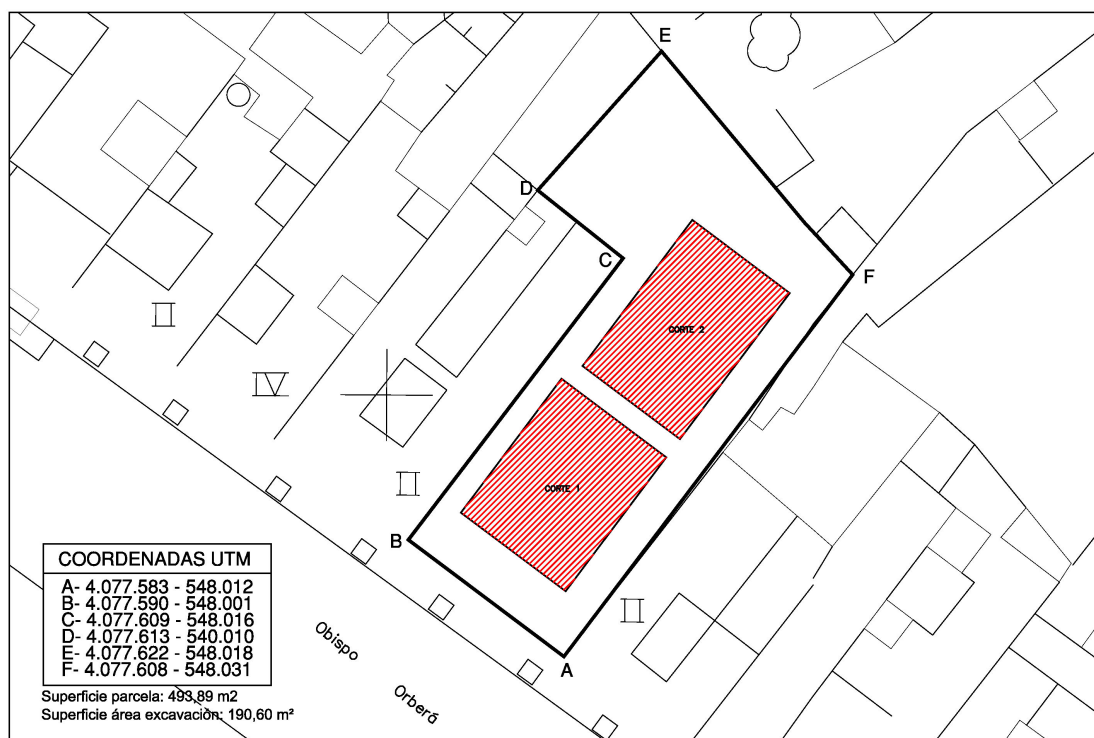 E
D
C
F
CORTE 2
II
IV
CORTE 1
II
B
II
A
Obispo
Orberó
COORDENADAS UTM
A- 4.077.583 - 548.012
B- 4.077.590 - 548.001
C- 4.077.609 - 548.016
D- 4.077.613 - 540.010
E- 4.077.622 - 548.018
F- 4.077.608 - 548.031
Superficie parcela: 493,89 m2
Superficie área excavaciòn: 190,60 m²